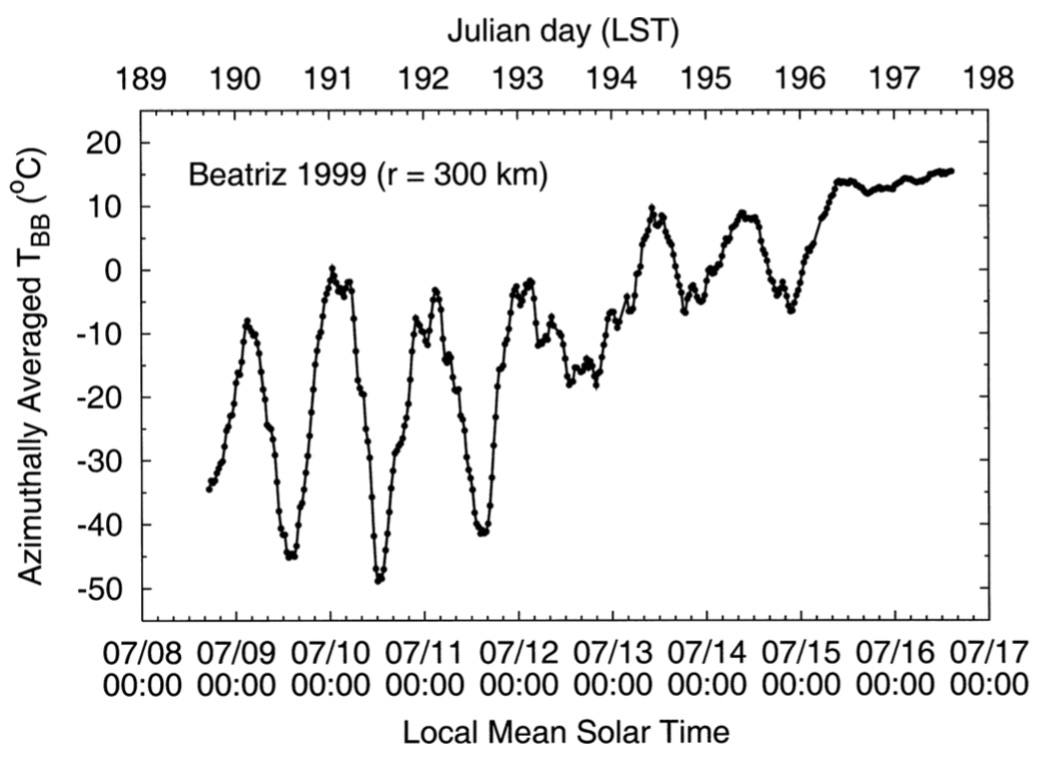 Julian day (LST)
189 190 191 192 193 194 195 196 197 198
Beatriz 1999 (r = 300 km)
Azimuthally Averaged T_BB (°C)
20
10
0
-10
-20
-30
-40
-50
07/08 07/09 07/10 07/11 07/12 07/13 07/14 07/15 07/16 07/17
00:00 00:00 00:00 00:00 00:00 00:00 00:00 00:00 00:00 00:00
Local Mean Solar Time